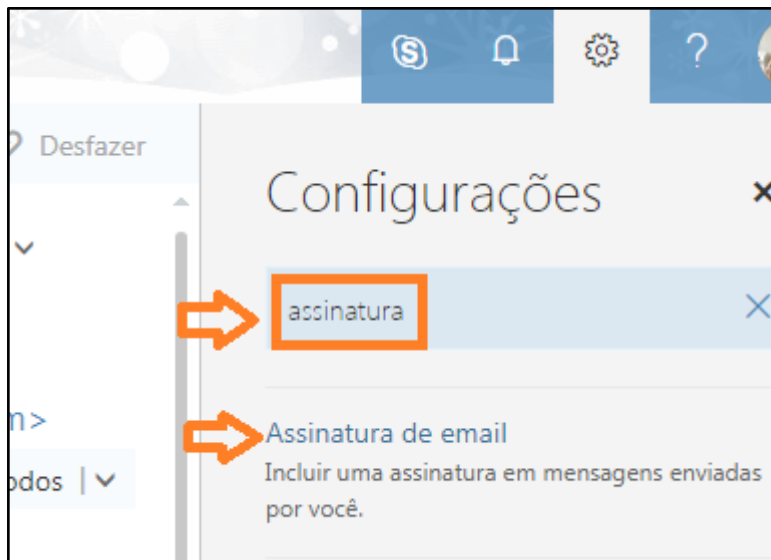 Desfazer
Configurações
assinatura
Assinatura de email
Incluir uma assinatura em mensagens enviadas
por você.
m>
odos